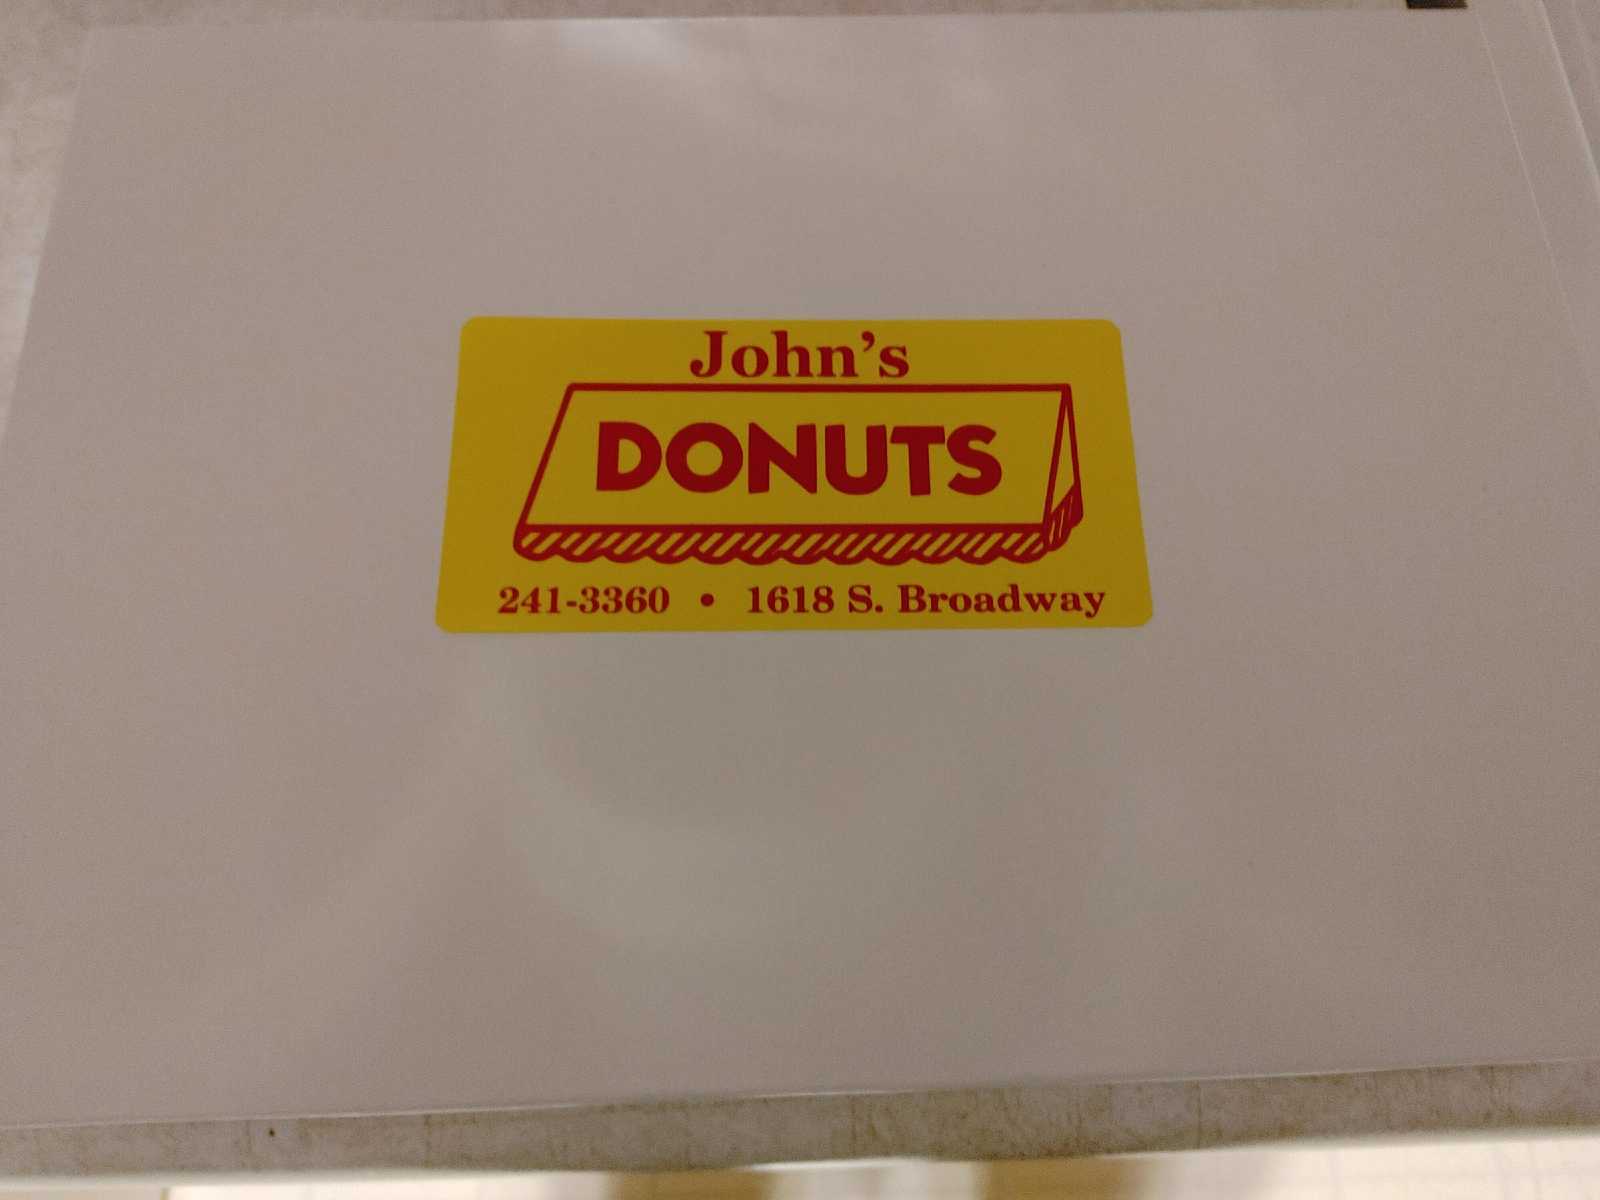 John's
DONUTS
241-3360 • 1618 S. Broadway